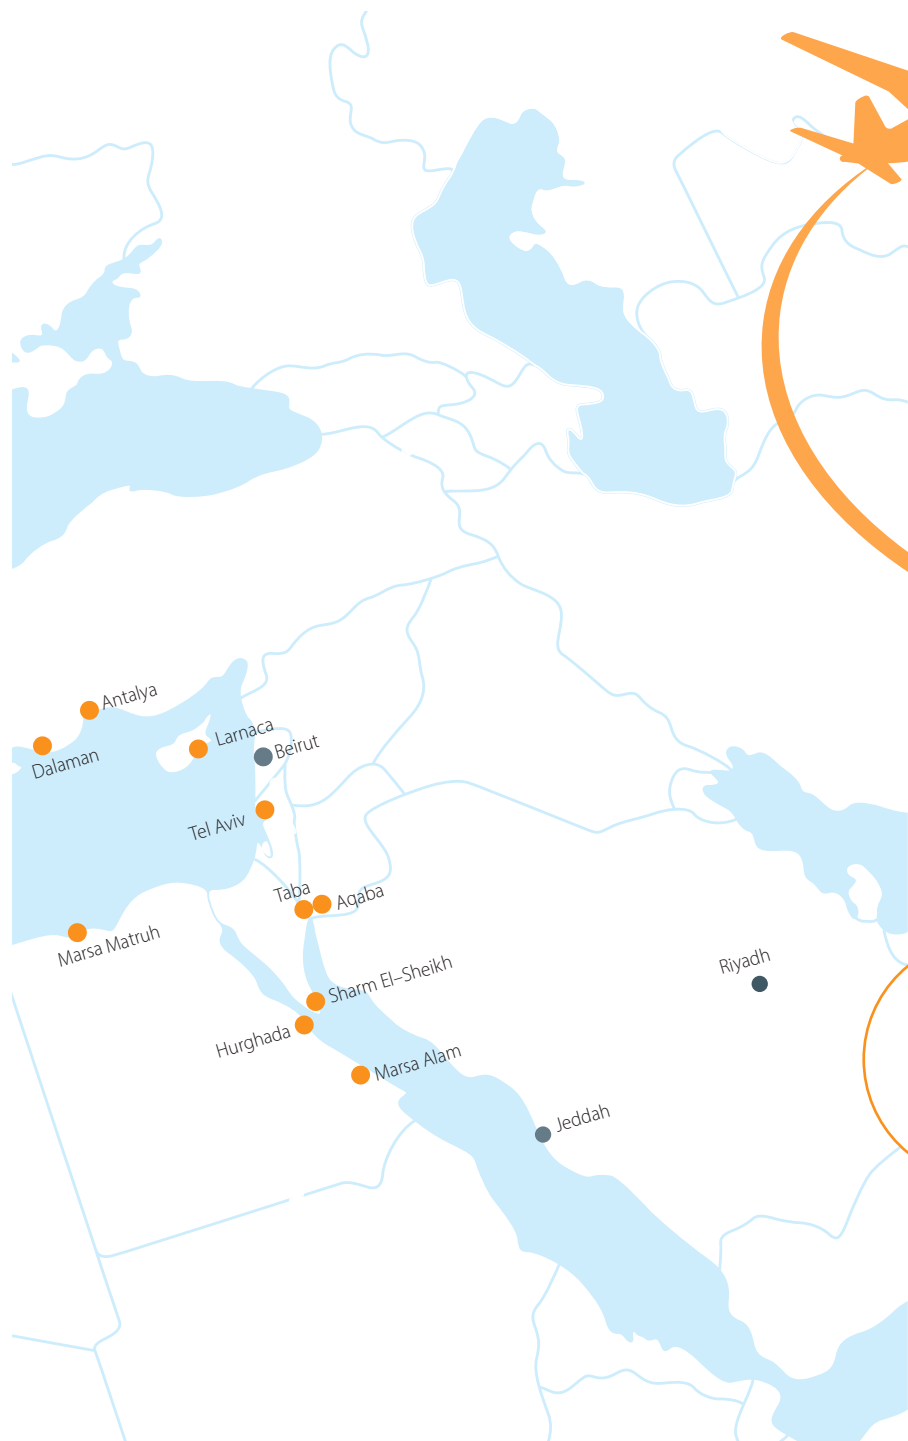 Antalya
Larnaca
Beirut
Dalaman
Tel Aviv
Taba
Aqaba
Marsa Matruh
Sharm El–Sheikh
Riyadh
Hurghada
Marsa Alam
Jeddah